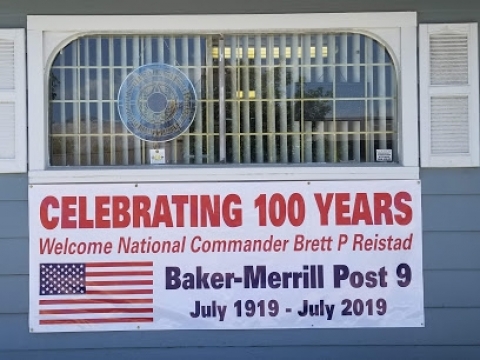 CELEBRATING 100 YEARS
Welcome National Commander Brett P Reistad
Baker-Merrill Post 9
July 1919 - July 2019